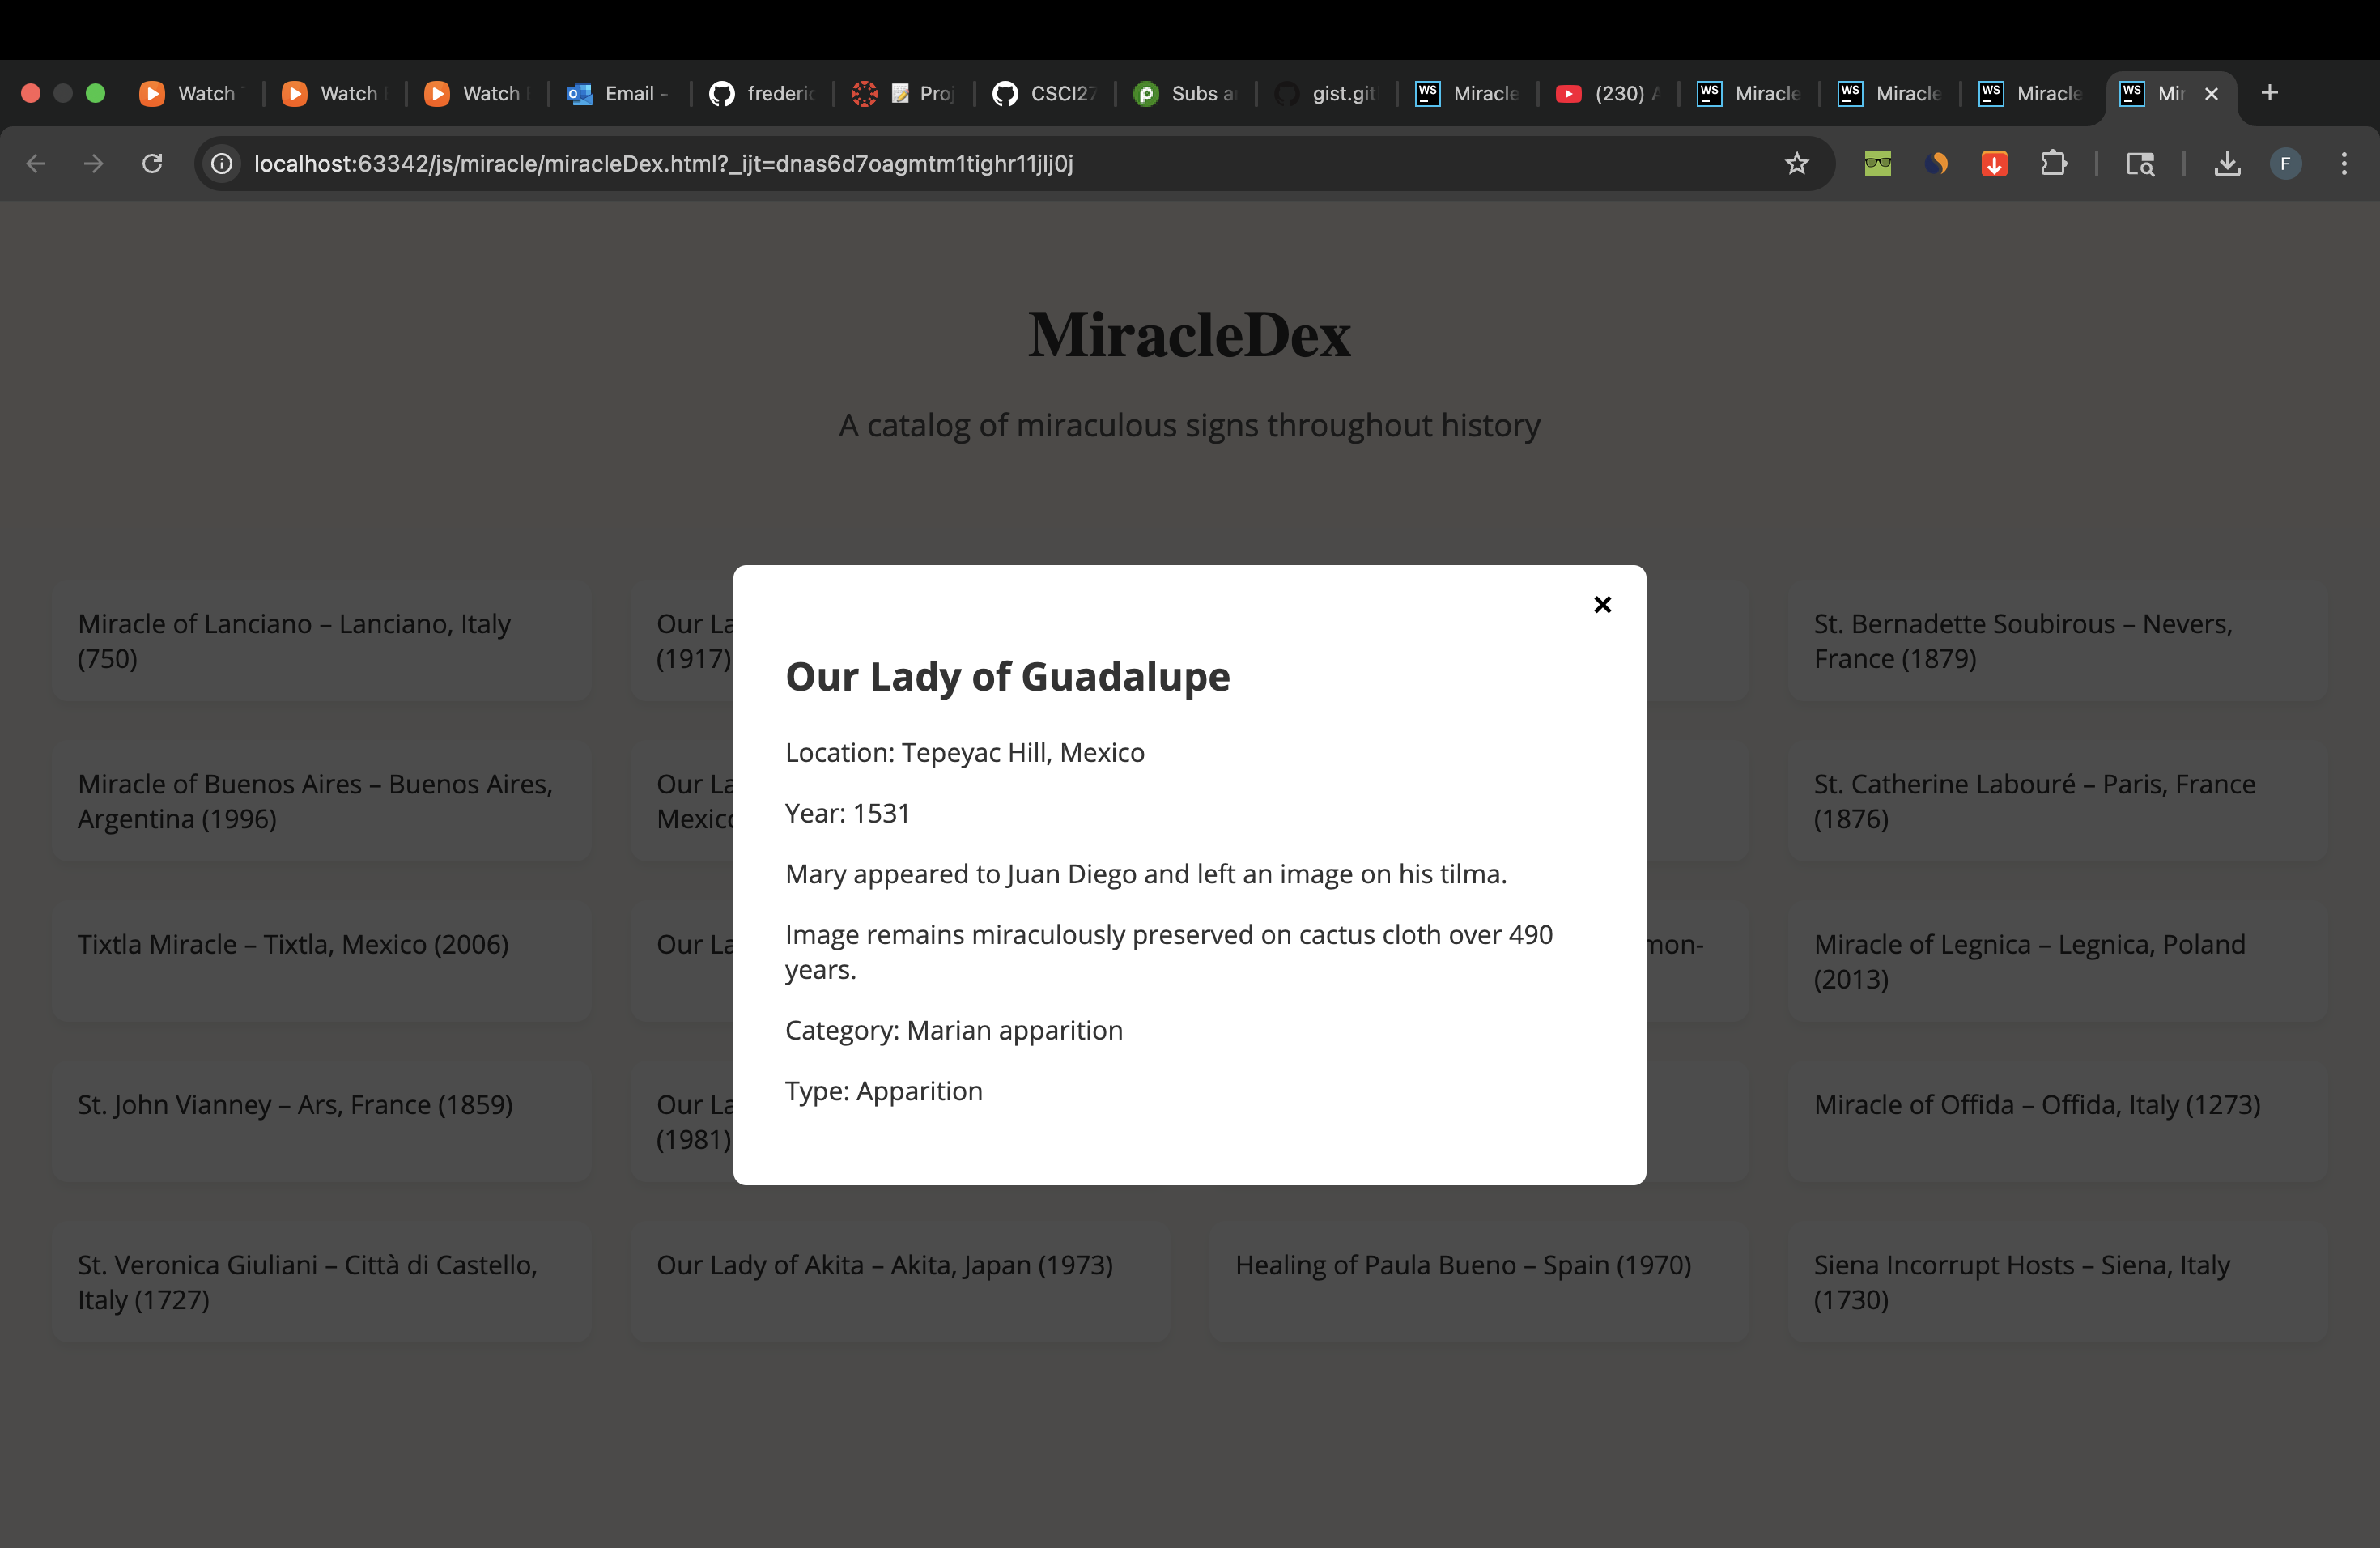 Watch
Watch
Watch
Email -
frederic
Proj
CSCI27
Subs a
gist.git
Miracle
(230)
Miracle
Miracle
Miracle
Mir
localhost:63342/js/miracle/miracleDex.html?_ijt=dnas6d7oagmtm1tighr11jlj0j
F
MiracleDex
A catalog of miraculous signs throughout history
Miracle of Lanciano – Lanciano, Italy
(750)
Our La
(1917)
St. Bernadette Soubirous – Nevers,
France (1879)
Miracle of Buenos Aires – Buenos Aires,
Argentina (1996)
Our La
Mexico
St. Catherine Labouré – Paris, France
(1876)
Tixtla Miracle – Tixtla, Mexico (2006)
Our La
mon-
Miracle of Legnica – Legnica, Poland
(2013)
St. John Vianney – Ars, France (1859)
Our La
(1981)
Miracle of Offida – Offida, Italy (1273)
St. Veronica Giuliani – Città di Castello,
Italy (1727)
Our Lady of Akita – Akita, Japan (1973)
Healing of Paula Bueno – Spain (1970)
Siena Incorrupt Hosts – Siena, Italy
(1730)
Our Lady of Guadalupe
Location: Tepeyac Hill, Mexico
Year: 1531
Mary appeared to Juan Diego and left an image on his tilma.
Image remains miraculously preserved on cactus cloth over 490
years.
Category: Marian apparition
Type: Apparition